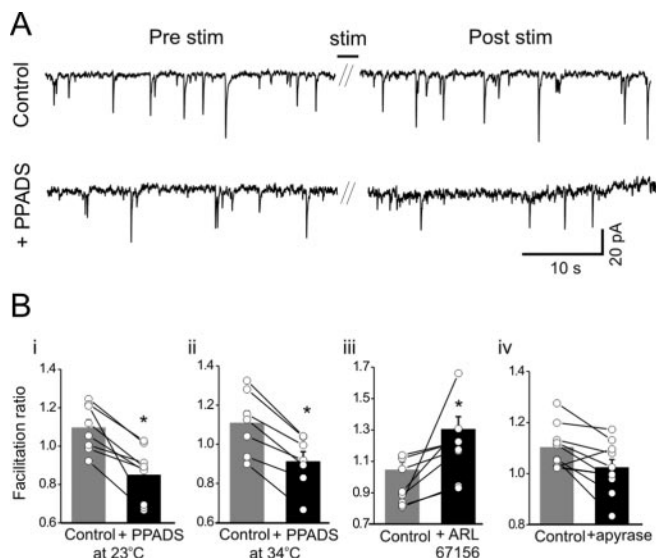 A
Pre stim
stim
Post stim
Control
+ PPADS
20 pA
10 s
B
i
ii
iii
iv
Facilitation ratio
1.4
1.2
1.0
0.8
0.6
*
Control + PPADS
at 23°C
1.4
1.2
1.0
0.8
0.6
*
Control + PPADS
at 34°C
1.7
1.5
1.3
1.1
0.9
0.7
*
Control + ARL
67156
1.4
1.2
1.0
0.8
Control+apyrase